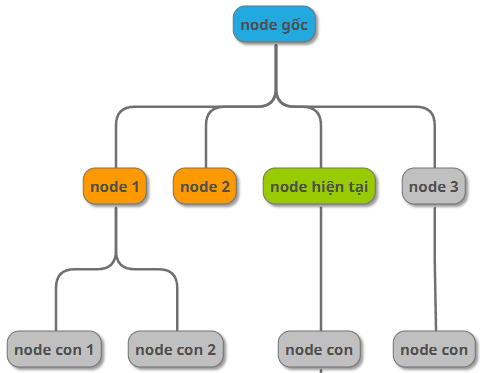 node gốc
node 1
node 2
node hiện tại
node 3
node con 1
node con 2
node con
node con